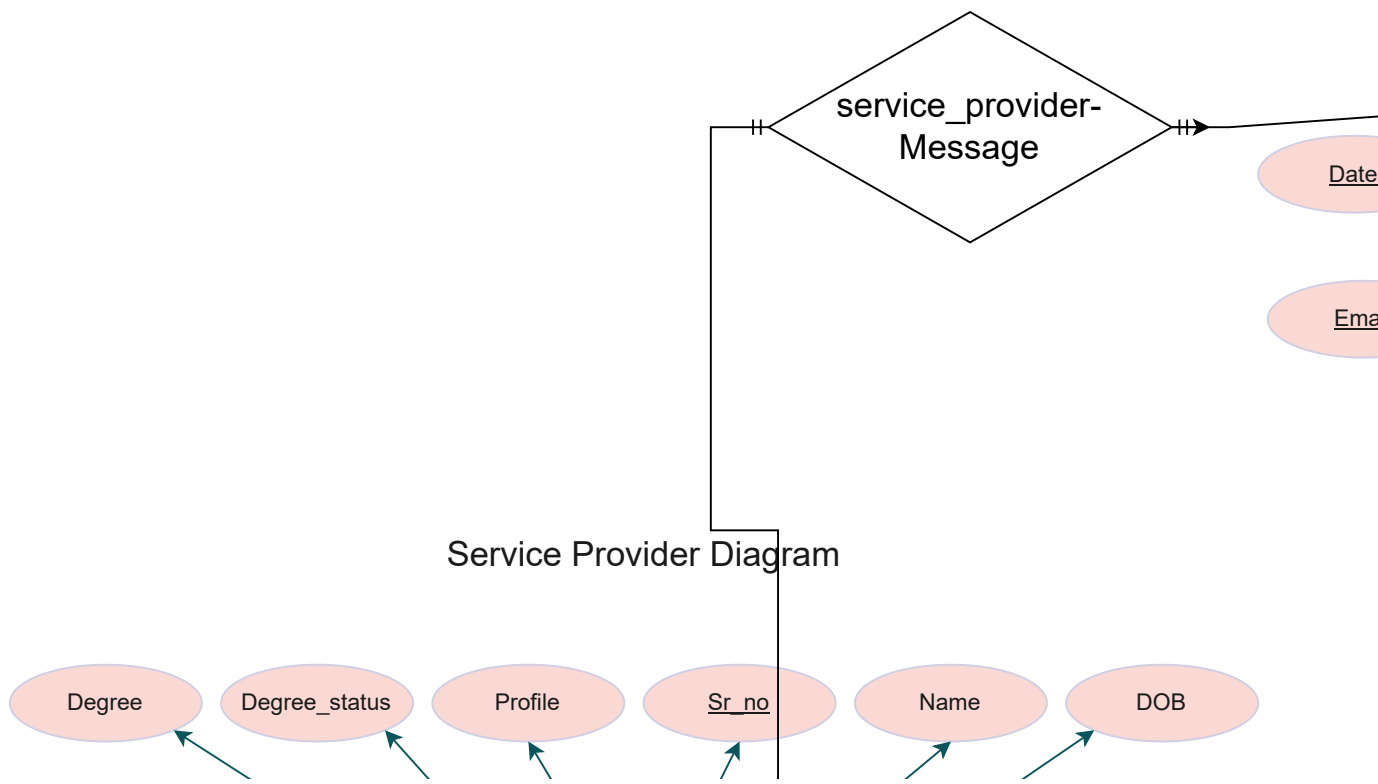 service_provider-
Message
Date
Service Provider Diagram
Degree
Degree_status
Profile
Sr_no
Name
DOB